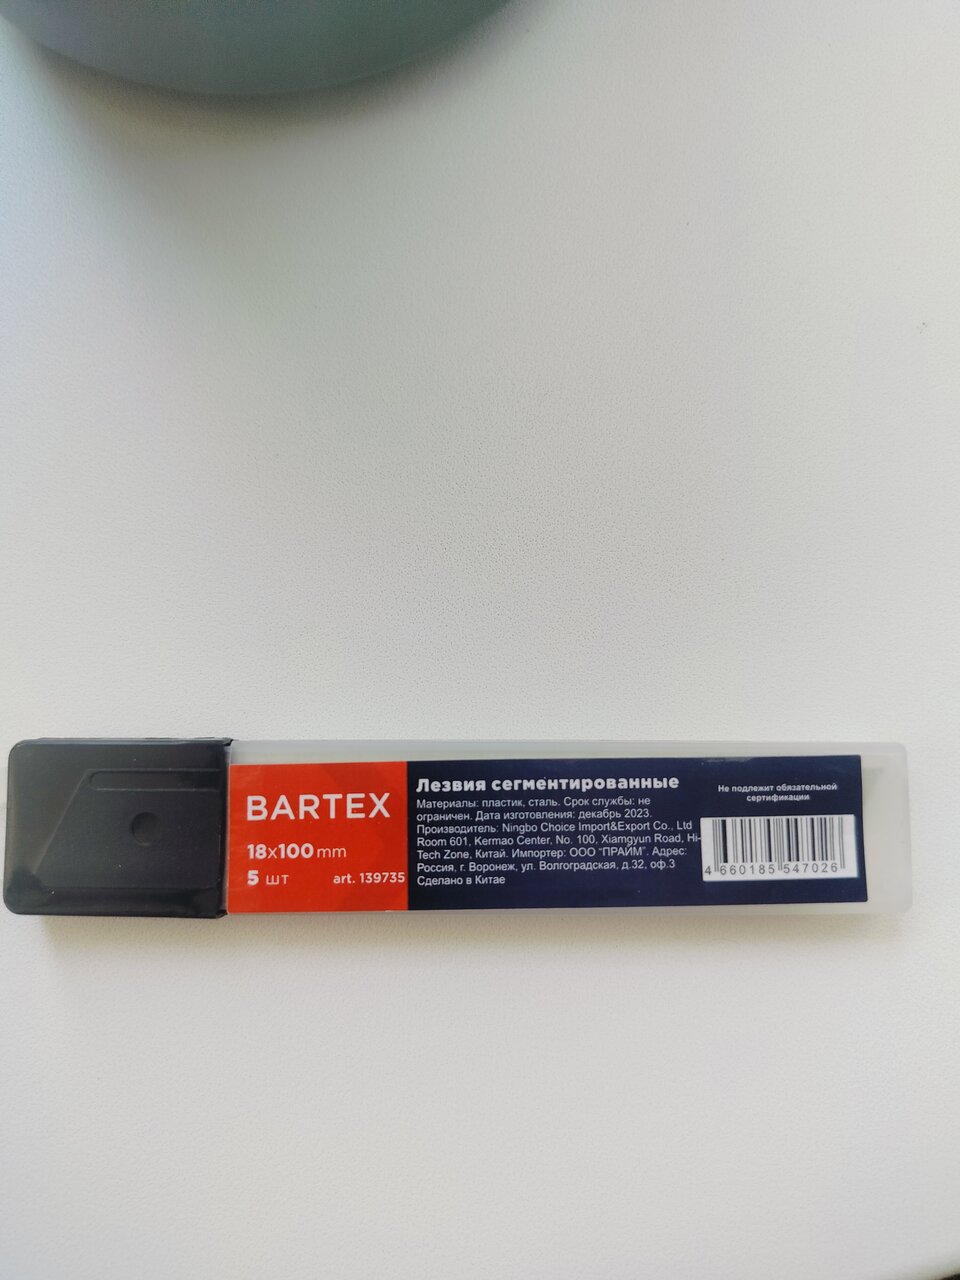 BARTEX
18x100 mm
5 шт art. 139735
Лезвия сегментированные
Материалы: пластик, сталь. Срок службы: не
ограничен. Дата изготовления: декабрь 2023.
Производитель: Ningbo Choice Import&Export Co., Ltd
Room 601, Kermao Center, No. 100, Xiamgyun Road, Hi-
Tech Zone, Китай. Импортер: ООО "ПРАЙМ". Адрес:
Россия, г. Воронеж, ул. Волгоградская, д.32, оф.3
Сделано в Китае
Не подлежит обязательной
сертификации
4 660185 547026